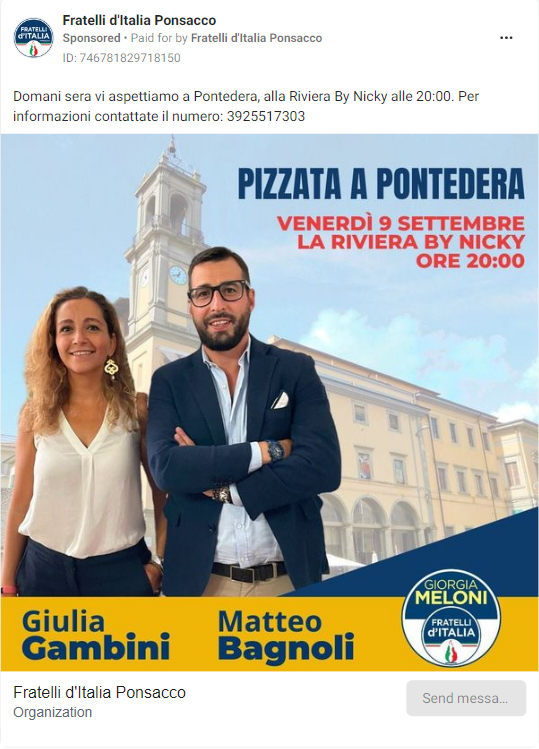 Fratelli d'Italia Ponsacco
Sponsored • Paid for by Fratelli d'Italia Ponsacco
ID: 746781829718150
Domani sera vi aspettiamo a Pontedera, alla Riviera By Nicky alle 20:00. Per
informazioni contattate il numero: 3925517303
PIZZATA A PONTEDERA
VENERDÌ 9 SETTEMBRE
LA RIVIERA BY NICKY
ORE 20:00
Giulia
Gambini
Matteo
Bagnoli
GIORGIA
MELONI
FRATELLI
d'ITALIA
Fratelli d'Italia Ponsacco
Organization
Send messa...
FRATELLI
d'ITALIA